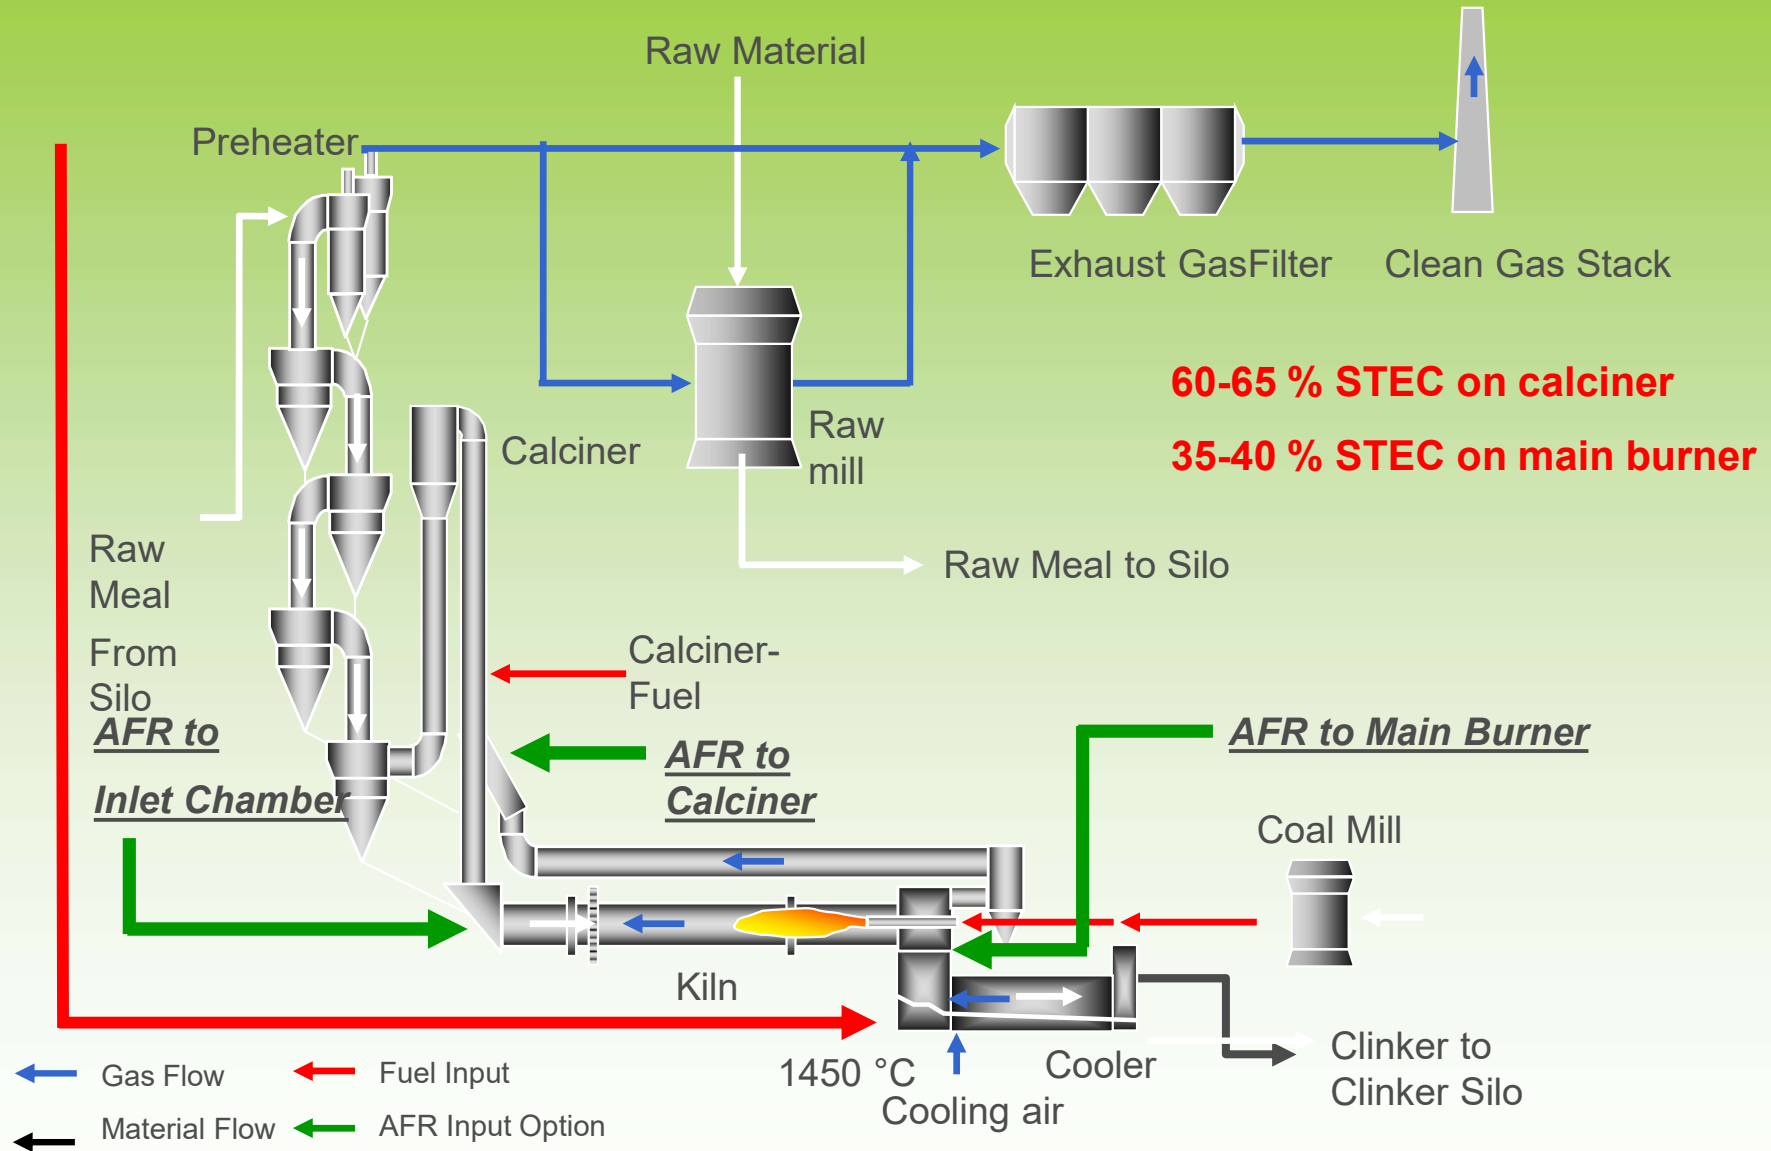 Raw Material
Preheater
Exhaust GasFilter
Clean Gas Stack
60-65 % STEC on calciner
35-40 % STEC on main burner
Calciner
Raw
mill
Raw
Meal
From
Silo
Raw Meal to Silo
Calciner-
Fuel
AFR to
Inlet Chamber
AFR to
Calciner
AFR to Main Burner
Coal Mill
Kiln
1450 °C
Cooling air
Cooler
Clinker to
Clinker Silo
Gas Flow
Fuel Input
Material Flow
AFR Input Option